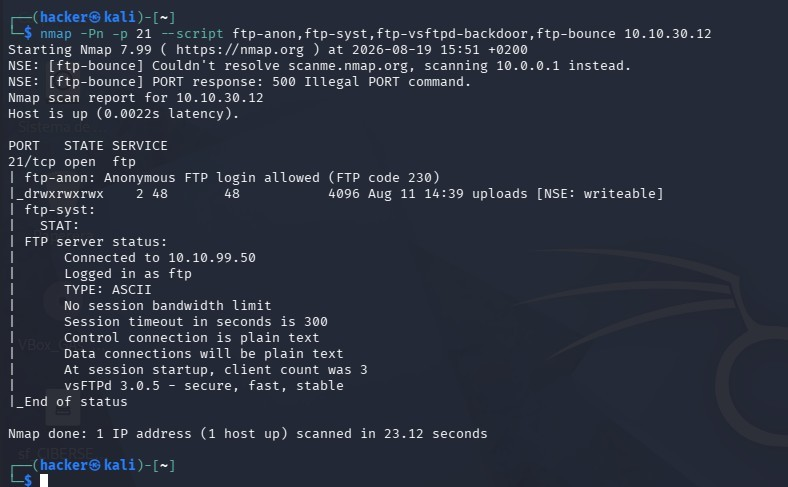 ┌──(hacker㉿kali)-[~]
└─$ nmap -Pn -p 21 --script ftp-anon,ftp-syst,ftp-vsftpd-backdoor,ftp-bounce 10.10.30.12
Starting Nmap 7.99 ( https://nmap.org ) at 2026-08-19 15:51 +0200
NSE: [ftp-bounce] Couldn't resolve scanme.nmap.org, scanning 10.0.0.1 instead.
NSE: [ftp-bounce] PORT response: 500 Illegal PORT command.
Nmap scan report for 10.10.30.12
Host is up (0.0022s latency).

PORT   STATE SERVICE
21/tcp open  ftp
| ftp-anon: Anonymous FTP login allowed (FTP code 230)
|_drwxrwxrwx    2 48       48           4096 Aug 11 14:39 uploads [NSE: writeable]
| ftp-syst:
|   STAT:
| FTP server status:
|      Connected to 10.10.99.50
|      Logged in as ftp
|      TYPE: ASCII
|      No session bandwidth limit
|      Session timeout in seconds is 300
|      Control connection is plain text
|      Data connections will be plain text
|      At session startup, client count was 3
|      vsFTPd 3.0.5 - secure, fast, stable
|_End of status

Nmap done: 1 IP address (1 host up) scanned in 23.12 seconds

┌──(hacker㉿kali)-[~]
└─$